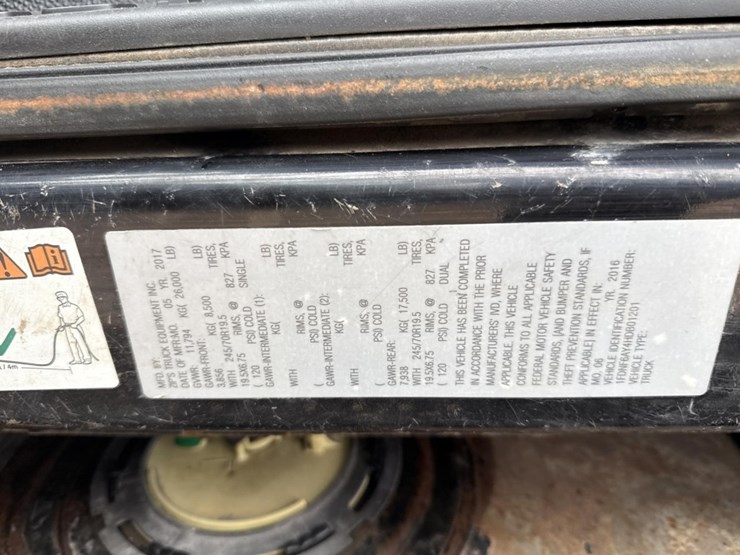 MFD BY:
TRUCK EQUIPMENT INC.
DATE OF MFR:MO. 05 YR. 2017
GVWR: 11,794 KG( 26,000 LB)
GAWR-FRONT:
3,856 KG( 8,500 LB)
WITH 245/70R19.5 TIRES,
19.5X6.75 RIMS, @ 827 KPA
( 120 PSI) COLD SINGLE
GAWR-INTERMEDIATE (1):
KG( LB)
WITH TIRES,
RIMS, @ KPA
( PSI) COLD
GAWR-INTERMEDIATE (2):
KG( LB)
WITH TIRES,
RIMS, @ KPA
( PSI) COLD
GAWR-REAR:
7,938 KG( 17,500 LB)
WITH 245/70R19.5 TIRES,
19.5X6.75 RIMS, @ 827 KPA
( 120 PSI) COLD DUAL
THIS VEHICLE HAS BEEN COMPLETED
IN ACCORDANCE WITH THE PRIOR
MANUFACTURERS IVD, WHERE
APPLICABLE. THIS VEHICLE
CONFORMS TO ALL APPLICABLE
FEDERAL MOTOR VEHICLE SAFETY
STANDARDS, [AND BUMPER AND
THEFT PREVENTION STANDARDS, IF
APPLICABLE] IN EFFECT IN:
MO. 06 YR. 2016
VEHICLE IDENTIFICATION NUMBER:
1FDNF6AY4HDB01201
VEHICLE TYPE:
TRUCK